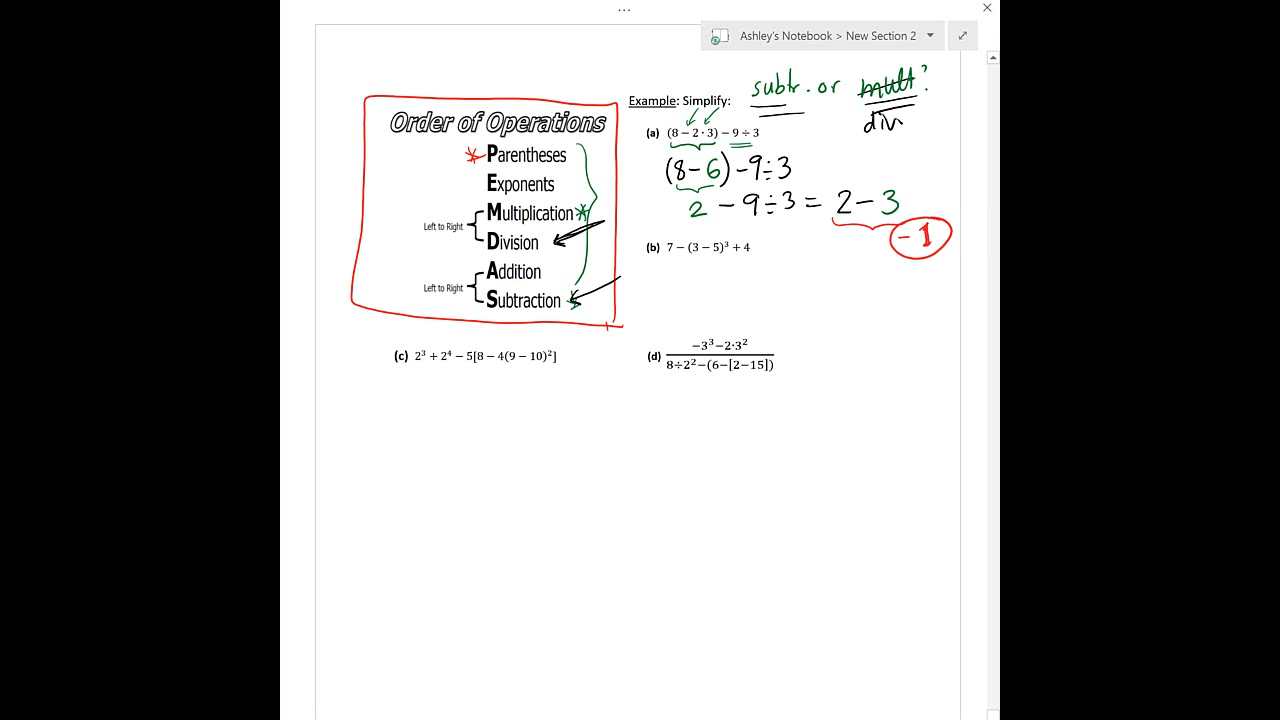 ...
Ashley's Notebook > New Section 2
subtr. or mult?
div
Example: Simplify:
Order of Operations
Parentheses
Exponents
Multiplication
Division
Addition
Subtraction
Left to Right
Left to Right
(a) (8 − 2 · 3) − 9 ÷ 3
(8 − 6) − 9 ÷ 3
2 − 9 ÷ 3 = 2 − 3
−1
(b) 7 − (3 − 5)³ + 4
(c) 2³ + 2⁴ − 5[8 − 4(9 − 10)²]
(d) −3³−2·3²
8÷2²−(6−[2−15])